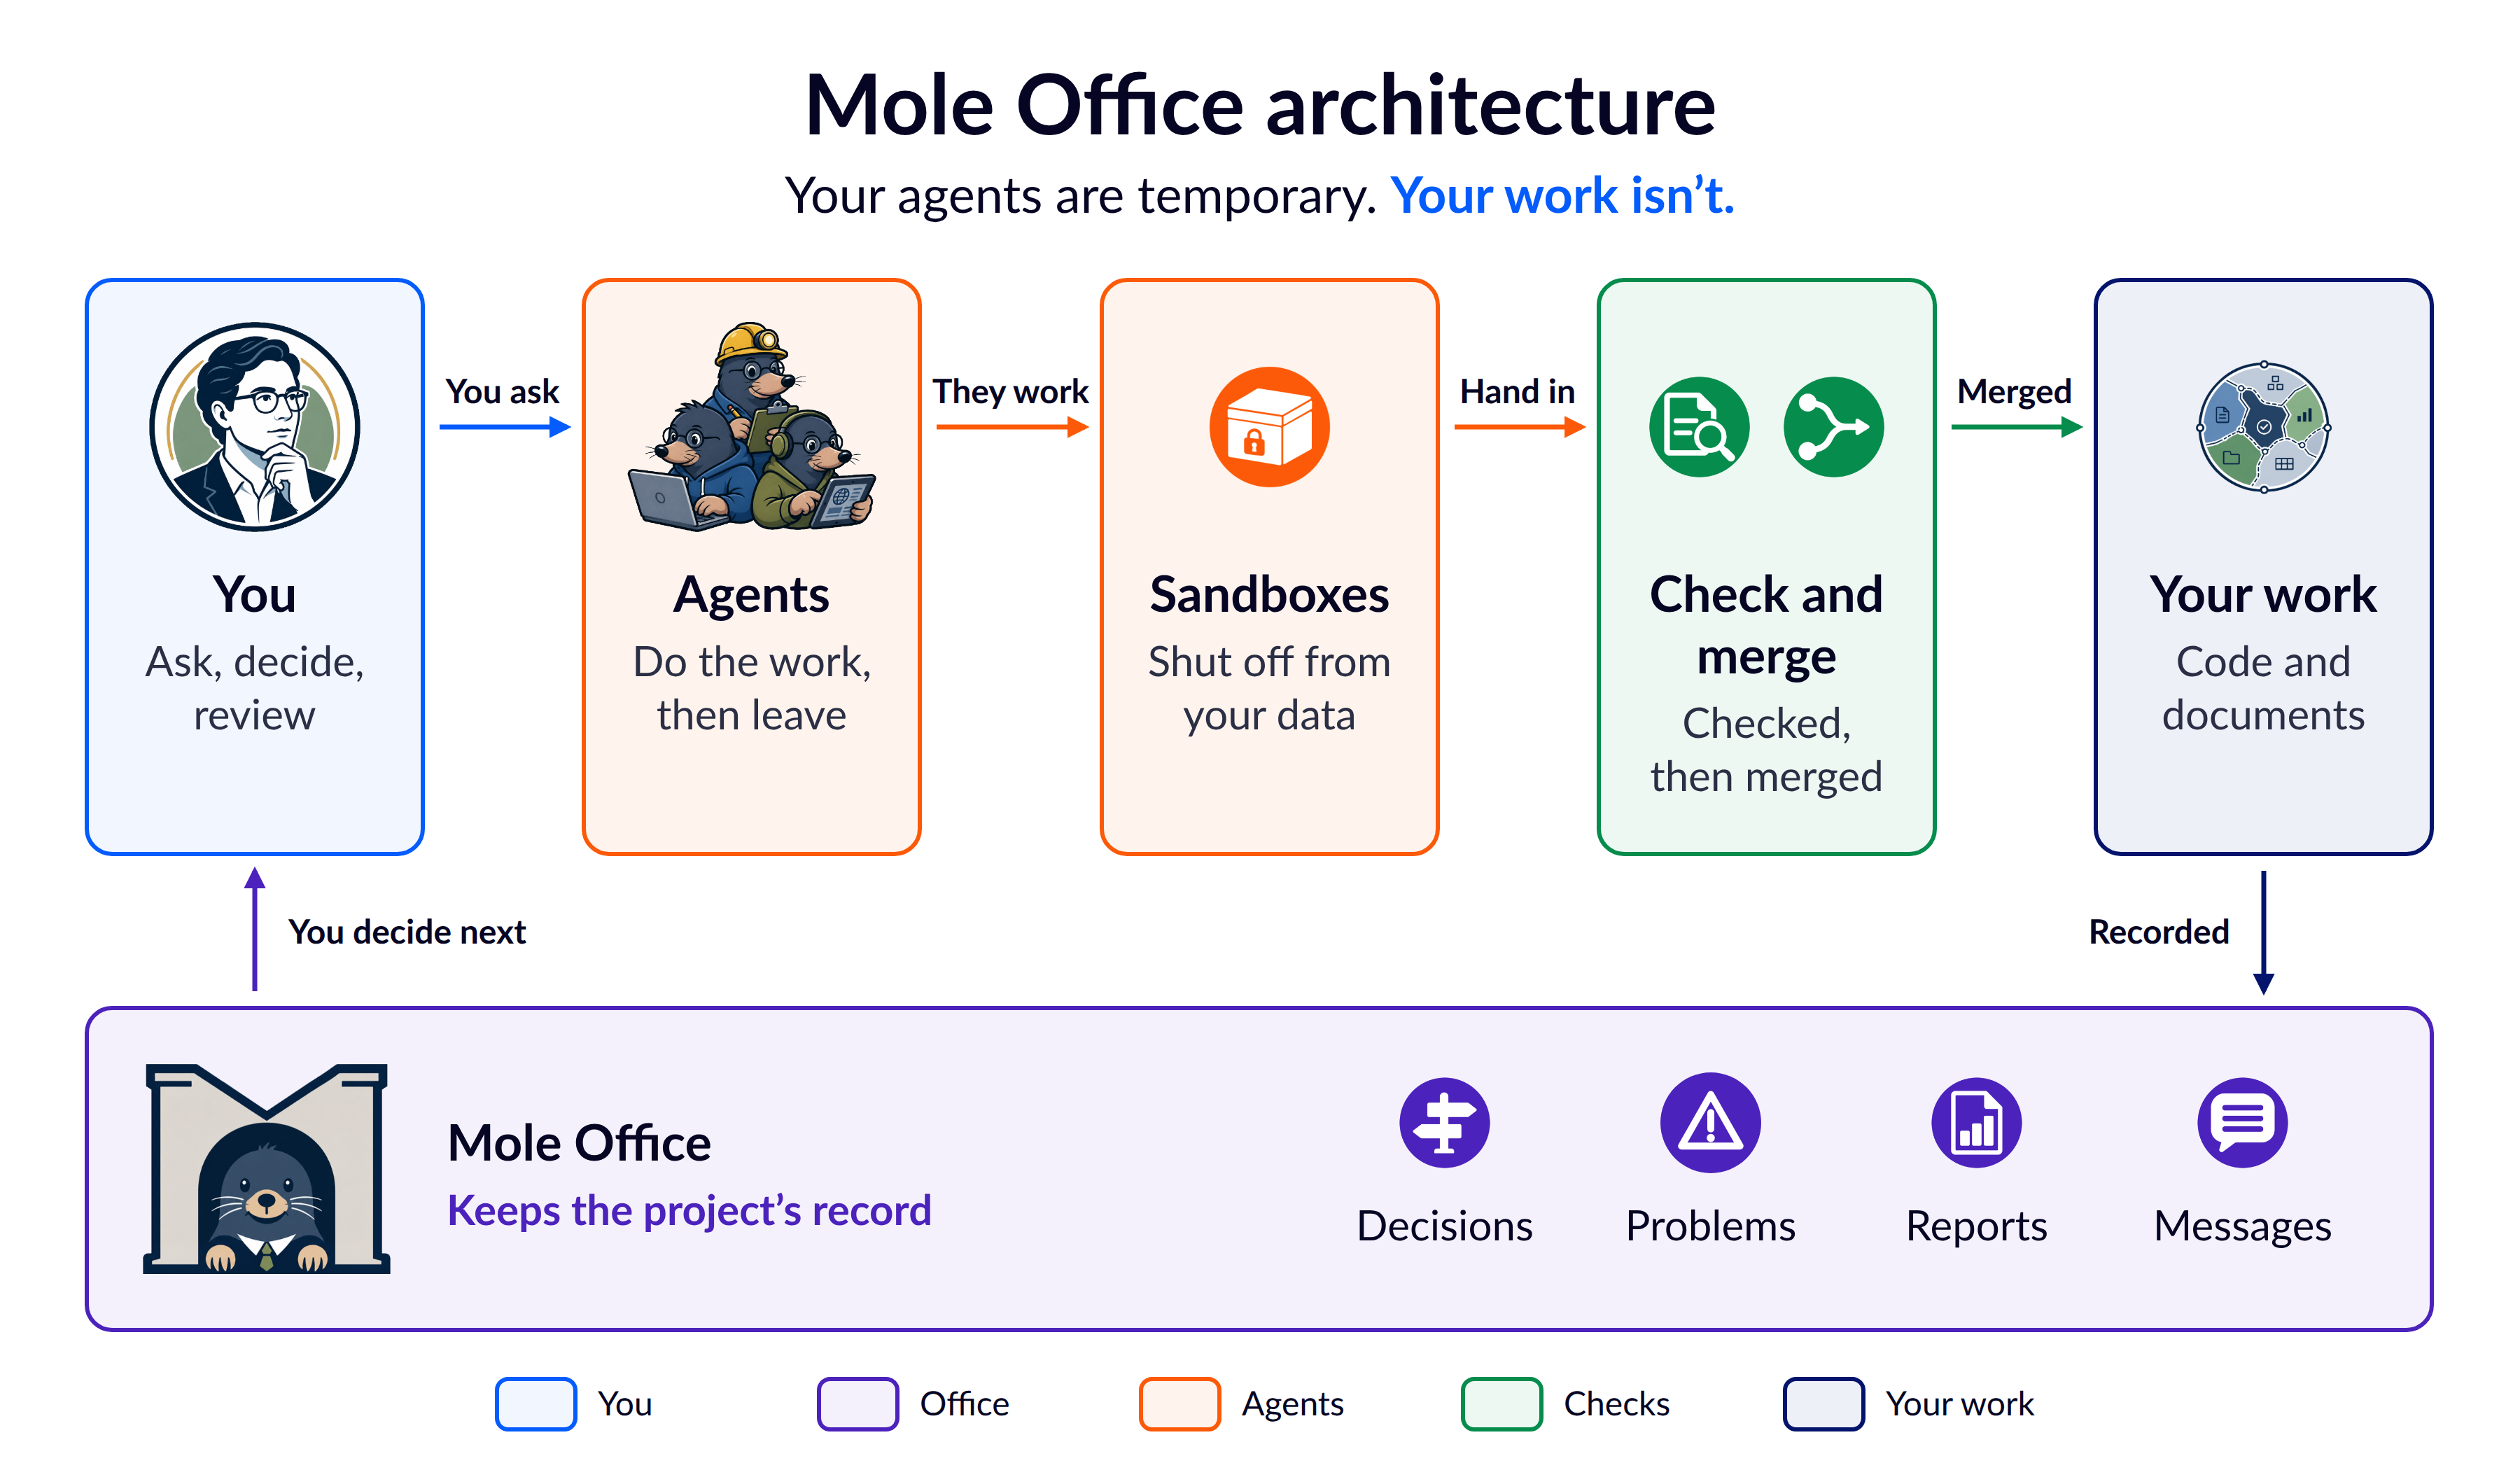 Mole Office architecture
Your agents are temporary. Your work isn’t.
You ask
They work
Hand in
Merged
You
Ask, decide,
review
Agents
Do the work,
then leave
Sandboxes
Shut off from
your data
Check and
merge
Checked,
then merged
Your work
Code and
documents
You decide next
Recorded
Mole Office
Keeps the project’s record
Decisions
Problems
Reports
Messages
You
Office
Agents
Checks
Your work